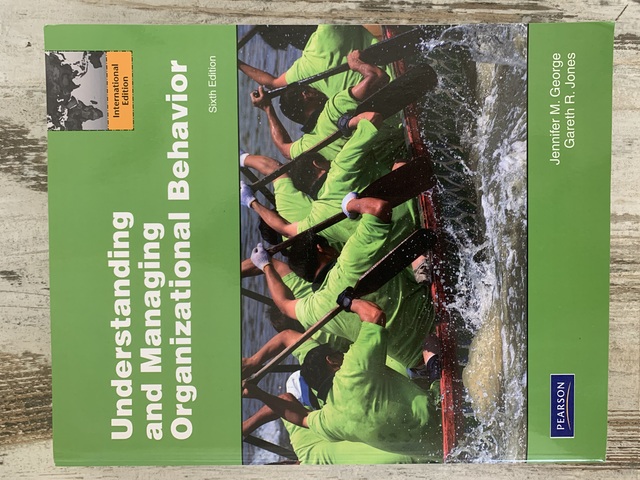 International
Edition
Understanding
and Managing
Organizational Behavior
Sixth Edition
Jennifer M. George
Gareth R. Jones
PEARSON